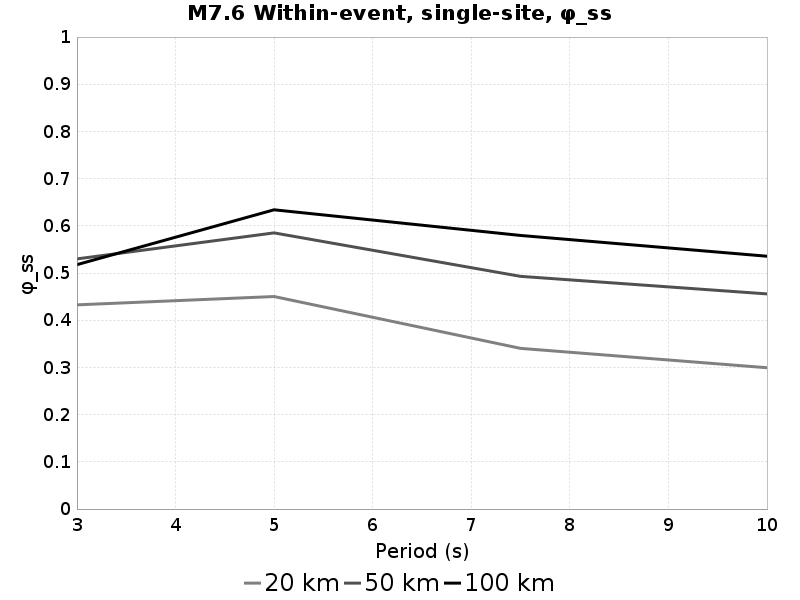 M7.6 Within-event, single-site, φ_ss
1
0.9
0.8
0.7
0.6
0.5
0.4
0.3
0.2
0.1
0
φ_ss
3 4 5 6 7 8 9 10
Period (s)
20 km 50 km 100 km